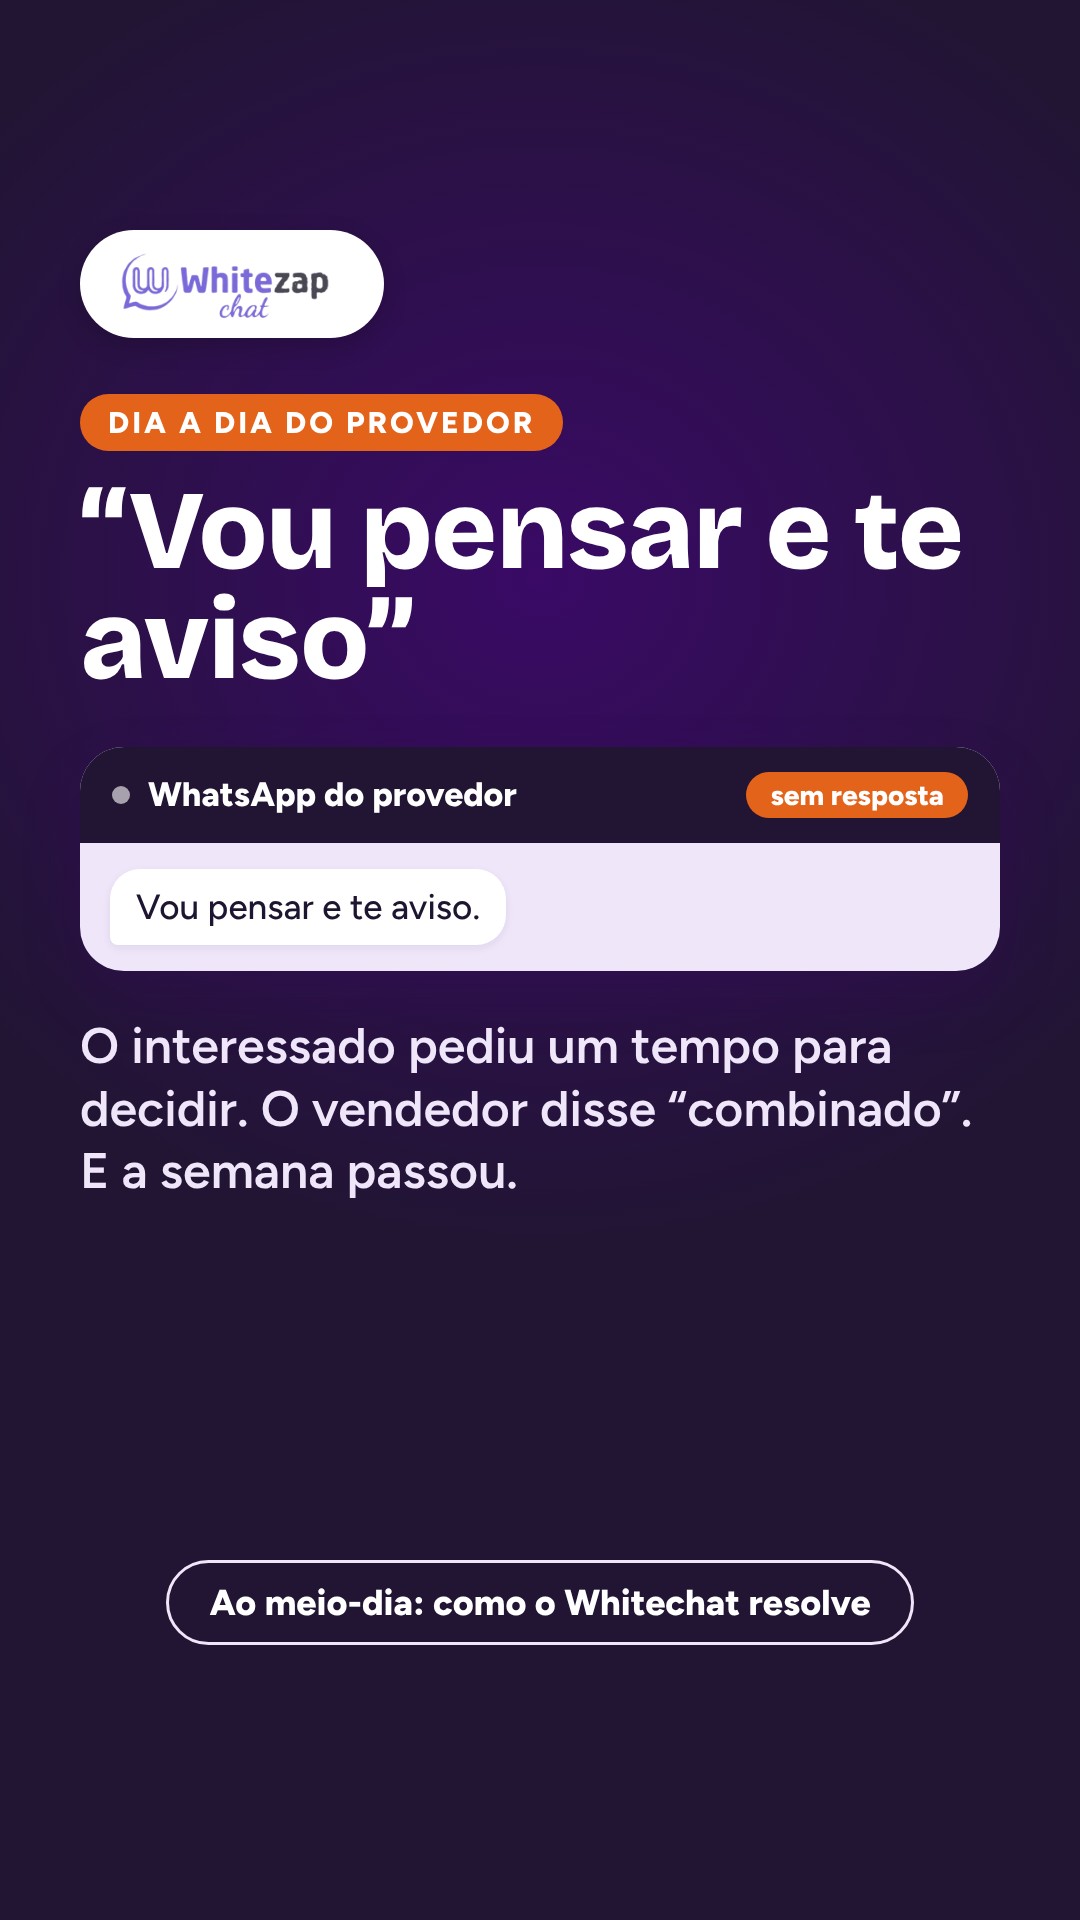 Whitezap
chat
DIA A DIA DO PROVEDOR
“Vou pensar e te
aviso”
WhatsApp do provedor
sem resposta
Vou pensar e te aviso.
O interessado pediu um tempo para
decidir. O vendedor disse “combinado”.
E a semana passou.
Ao meio-dia: como o Whitechat resolve